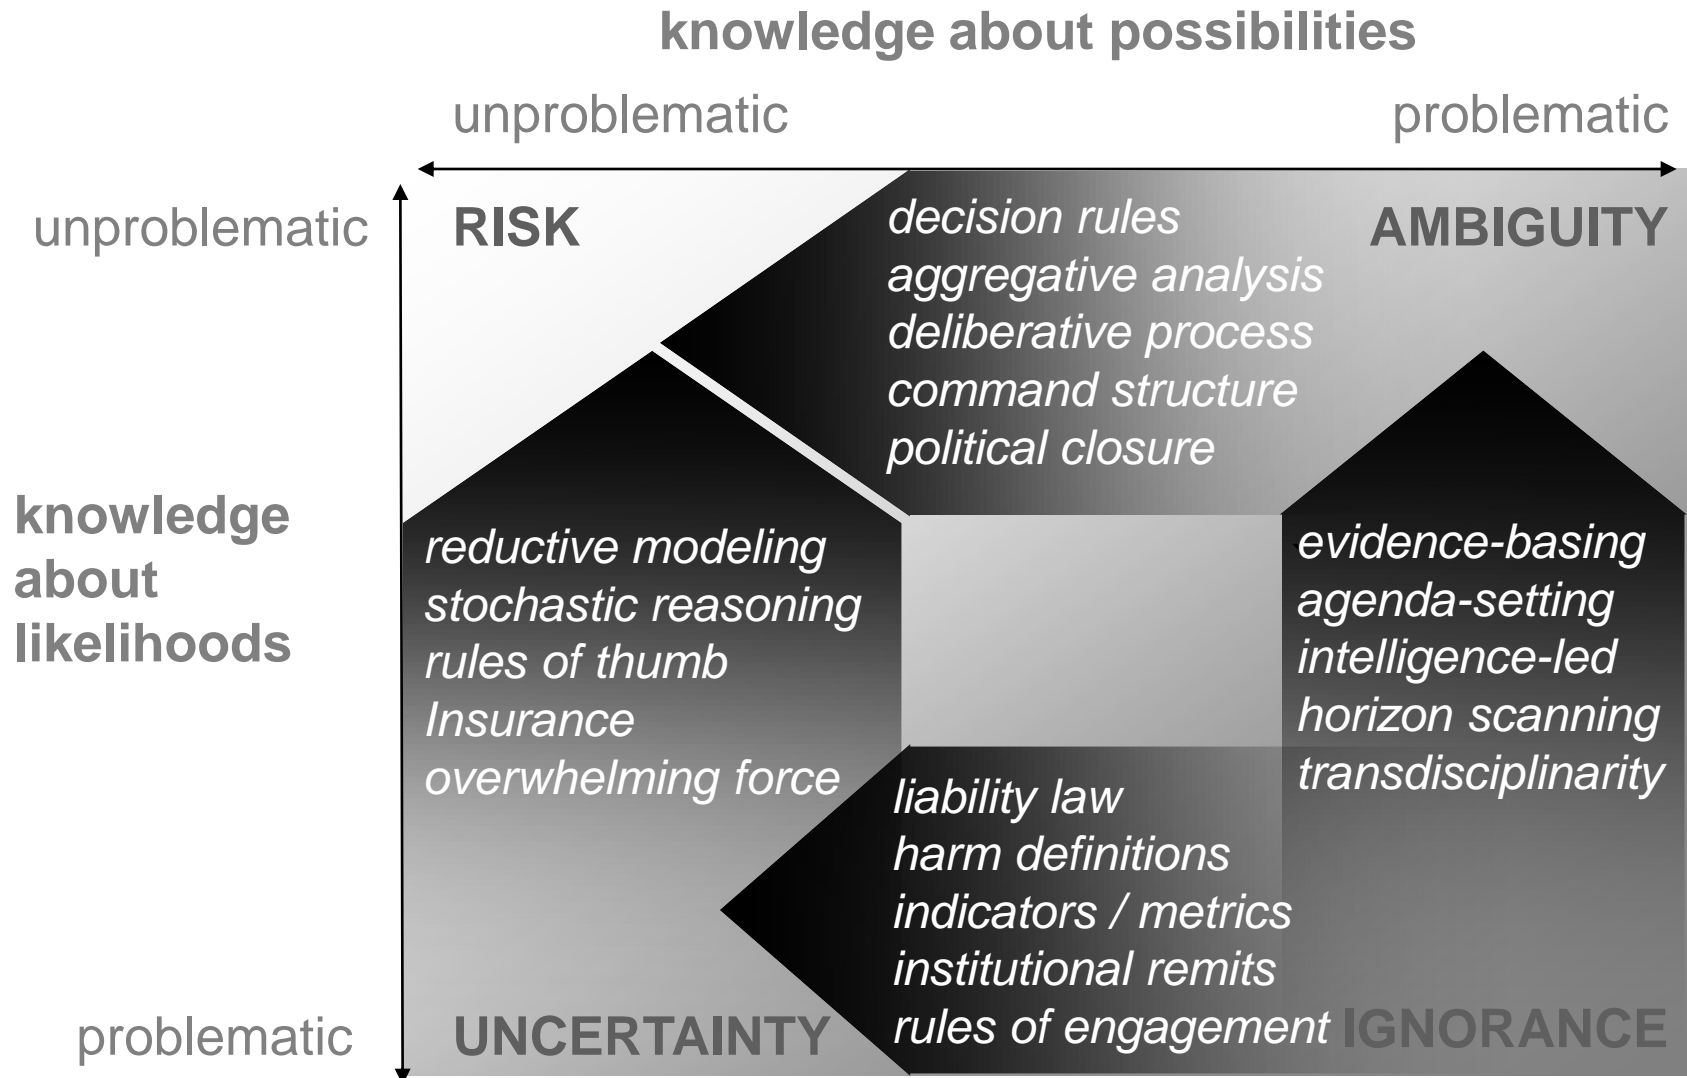 knowledge about possibilities
unproblematic
problematic
unproblematic
RISK
AMBIGUITY
decision rules
aggregative analysis
deliberative process
command structure
political closure
knowledge
about
likelihoods
reductive modeling
stochastic reasoning
rules of thumb
Insurance
overwhelming force
evidence-basing
agenda-setting
intelligence-led
horizon scanning
transdisciplinarity
liability law
harm definitions
indicators / metrics
institutional remits
rules of engagement
problematic
UNCERTAINTY
IGNORANCE